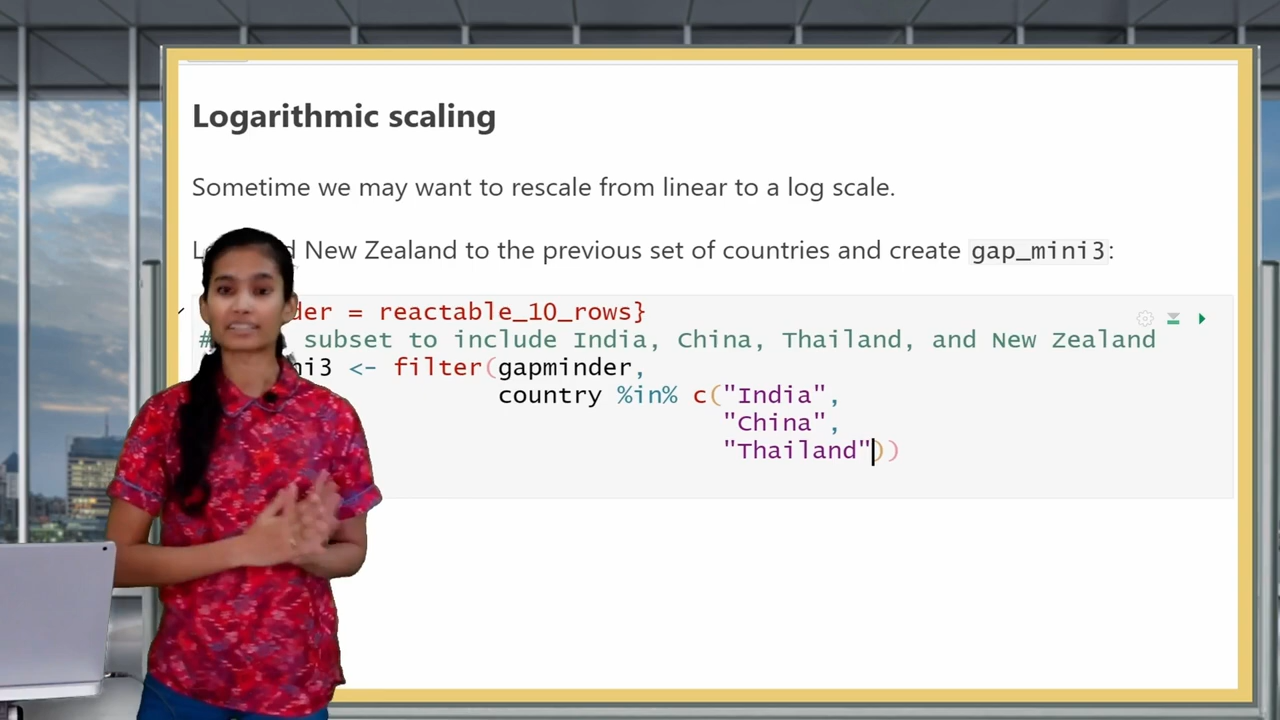 Logarithmic scaling
Sometime we may want to rescale from linear to a log scale.
New Zealand to the previous set of countries and create gap_mini3:
= reactable_10_rows}
# subset to include India, China, Thailand, and New Zealand
<- filter(gapminder,
country %in% c("India",
"China",
"Thailand"))